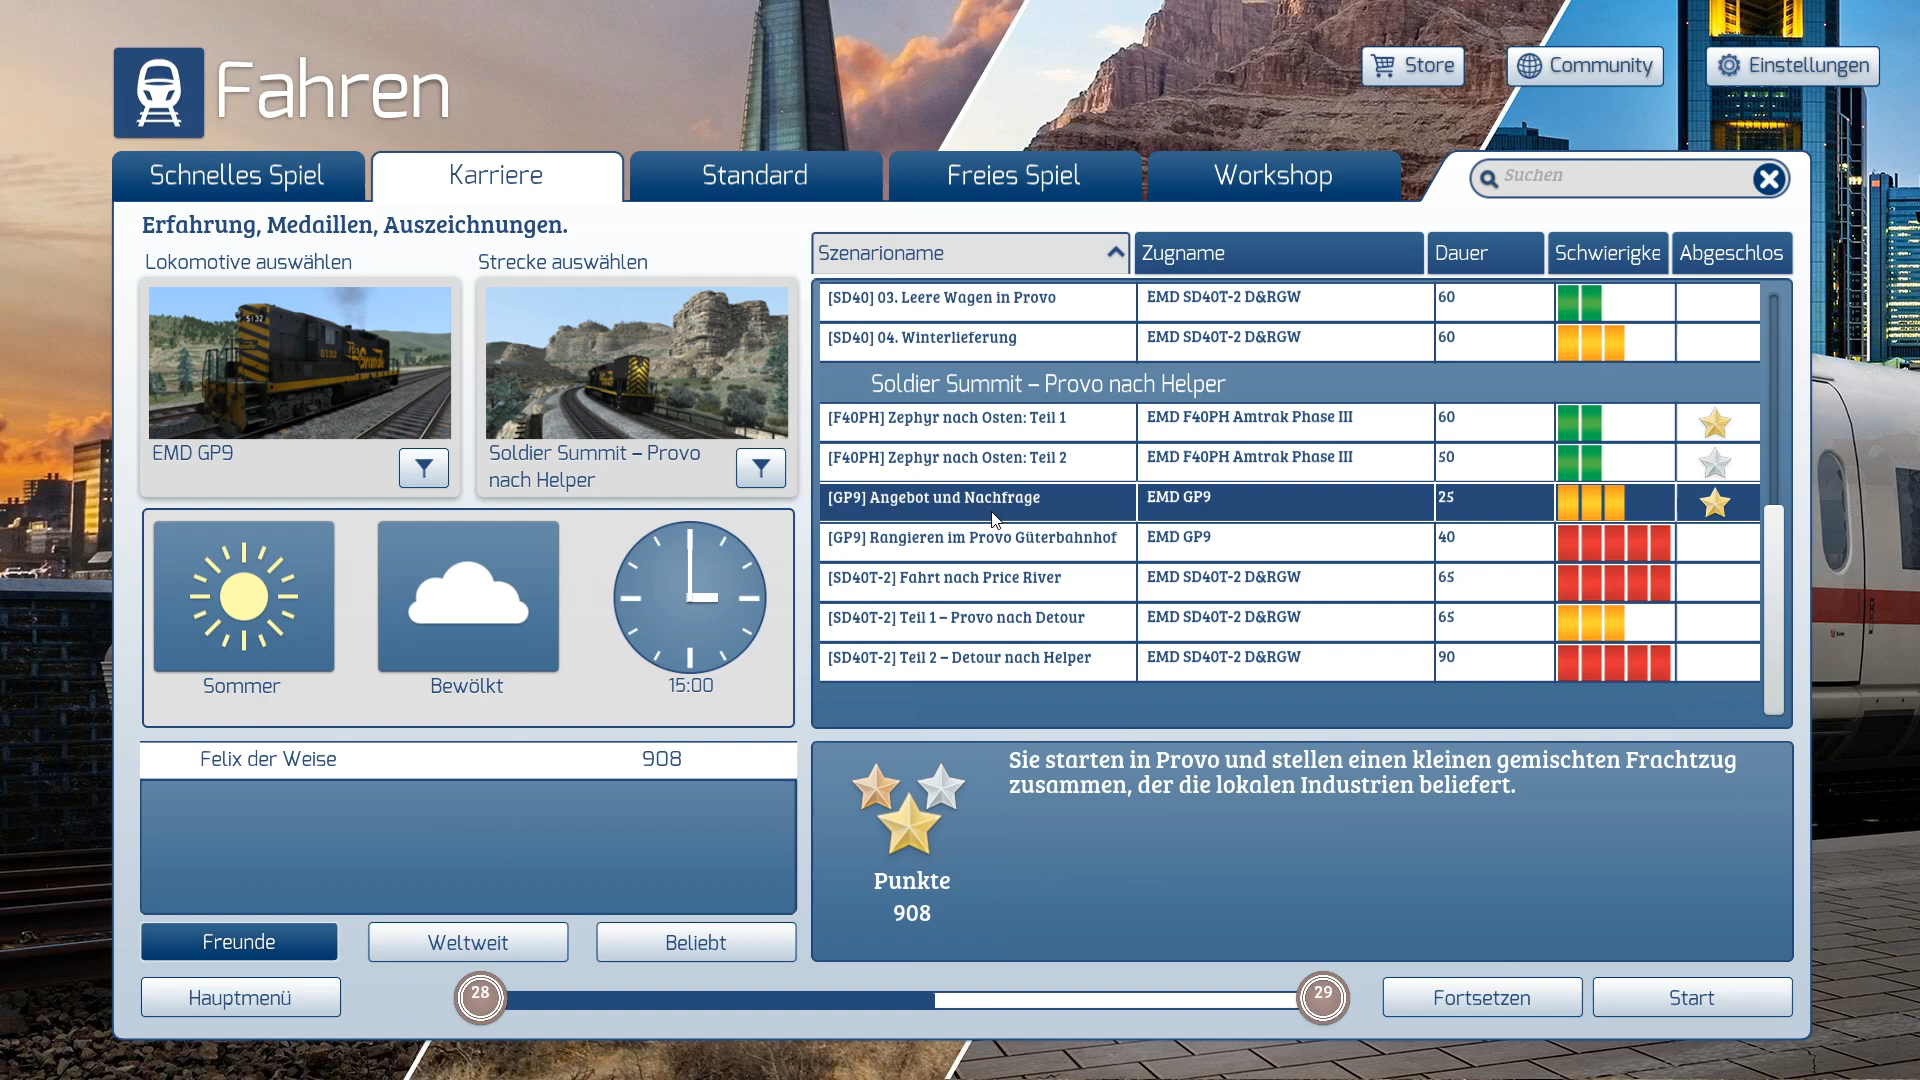 Fahren
Store
Community
Einstellungen
Schnelles Spiel
Karriere
Standard
Freies Spiel
Workshop
Suchen
Erfahrung, Medaillen, Auszeichnungen.
Lokomotive auswählen
Strecke auswählen
EMD GP9
Soldier Summit – Provo
nach Helper
Sommer
Bewölkt
15:00
Szenarioname Zugname Dauer Schwierigke Abgeschlos
[SD40] 03. Leere Wagen in Provo EMD SD40T-2 D&RGW 60
[SD40] 04. Winterlieferung EMD SD40T-2 D&RGW 60
Soldier Summit – Provo nach Helper
[F40PH] Zephyr nach Osten: Teil 1 EMD F40PH Amtrak Phase III 60
[F40PH] Zephyr nach Osten: Teil 2 EMD F40PH Amtrak Phase III 50
[GP9] Angebot und Nachfrage EMD GP9 25
[GP9] Rangieren im Provo Güterbahnhof EMD GP9 40
[SD40T-2] Fahrt nach Price River EMD SD40T-2 D&RGW 65
[SD40T-2] Teil 1 – Provo nach Detour EMD SD40T-2 D&RGW 65
[SD40T-2] Teil 2 – Detour nach Helper EMD SD40T-2 D&RGW 90
Felix der Weise 908
Sie starten in Provo und stellen einen kleinen gemischten Frachtzug
zusammen, der die lokalen Industrien beliefert.
Punkte
908
Freunde
Weltweit
Beliebt
Hauptmenü
28
29
Fortsetzen
Start